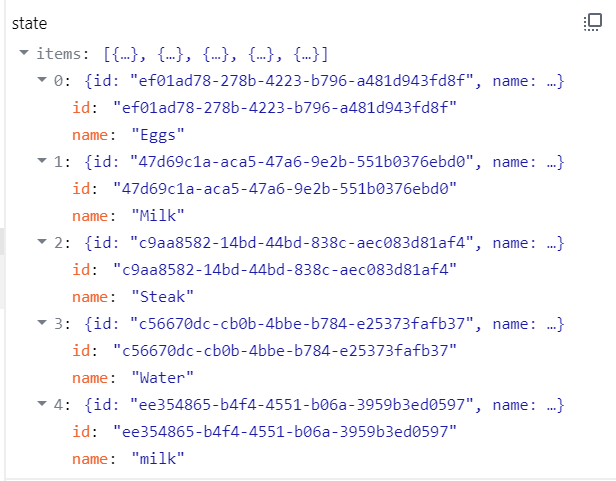 state
items: [{…}, {…}, {…}, {…}, {…}]
0: {id: "ef01ad78-278b-4223-b796-a481d943fd8f", name: …}
id: "ef01ad78-278b-4223-b796-a481d943fd8f"
name: "Eggs"
1: {id: "47d69c1a-aca5-47a6-9e2b-551b0376ebd0", name: …}
id: "47d69c1a-aca5-47a6-9e2b-551b0376ebd0"
name: "Milk"
2: {id: "c9aa8582-14bd-44bd-838c-aec083d81af4", name: …}
id: "c9aa8582-14bd-44bd-838c-aec083d81af4"
name: "Steak"
3: {id: "c56670dc-cb0b-4bbe-b784-e25373fafb37", name: …}
id: "c56670dc-cb0b-4bbe-b784-e25373fafb37"
name: "Water"
4: {id: "ee354865-b4f4-4551-b06a-3959b3ed0597", name: …}
id: "ee354865-b4f4-4551-b06a-3959b3ed0597"
name: "milk"